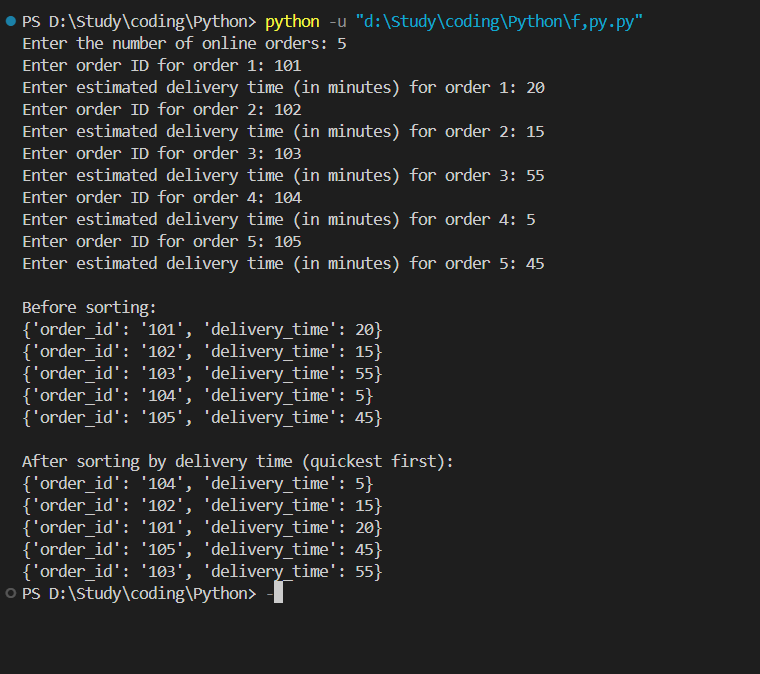 PS D:\Study\coding\Python> python -u "d:\Study\coding\Python\f,py.py"
Enter the number of online orders: 5
Enter order ID for order 1: 101
Enter estimated delivery time (in minutes) for order 1: 20
Enter order ID for order 2: 102
Enter estimated delivery time (in minutes) for order 2: 15
Enter order ID for order 3: 103
Enter estimated delivery time (in minutes) for order 3: 55
Enter order ID for order 4: 104
Enter estimated delivery time (in minutes) for order 4: 5
Enter order ID for order 5: 105
Enter estimated delivery time (in minutes) for order 5: 45

Before sorting:
{'order_id': '101', 'delivery_time': 20}
{'order_id': '102', 'delivery_time': 15}
{'order_id': '103', 'delivery_time': 55}
{'order_id': '104', 'delivery_time': 5}
{'order_id': '105', 'delivery_time': 45}

After sorting by delivery time (quickest first):
{'order_id': '104', 'delivery_time': 5}
{'order_id': '102', 'delivery_time': 15}
{'order_id': '101', 'delivery_time': 20}
{'order_id': '105', 'delivery_time': 45}
{'order_id': '103', 'delivery_time': 55}
PS D:\Study\coding\Python> -